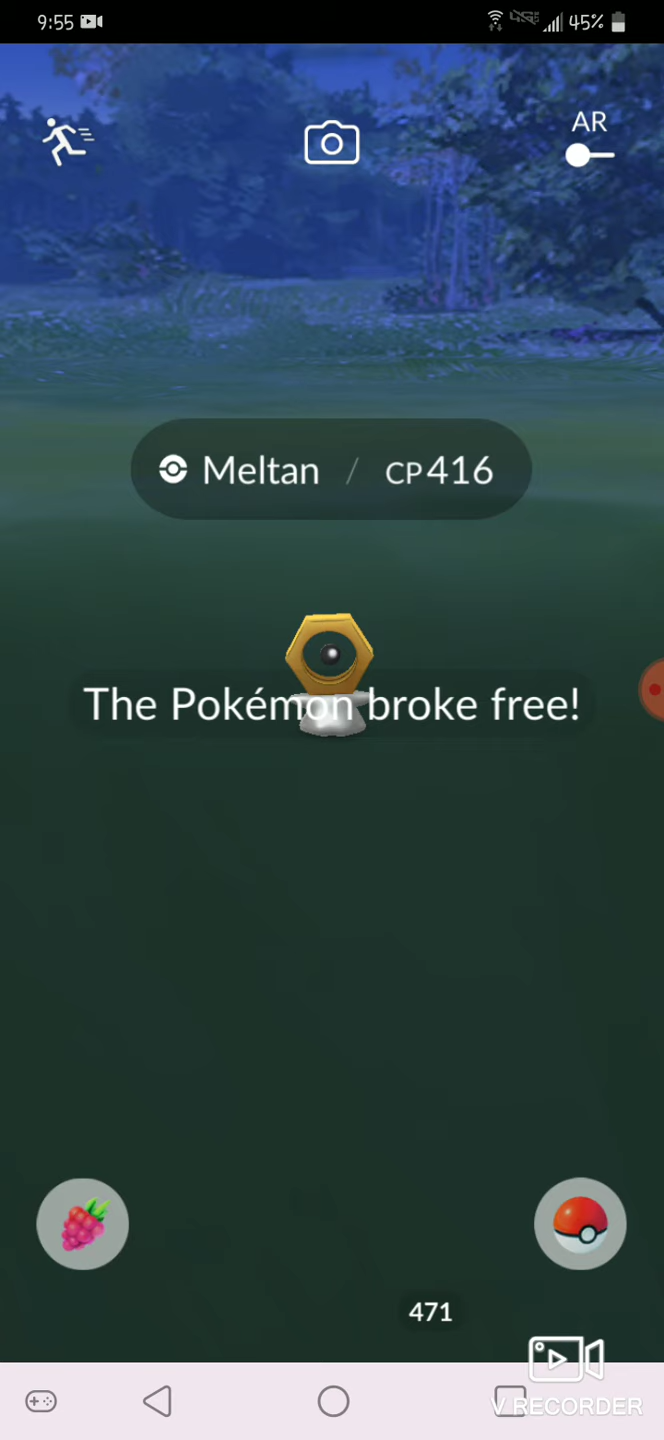 9:55
45%
AR
Meltan / CP416
The Pokémon broke free!
471
V RECORDER